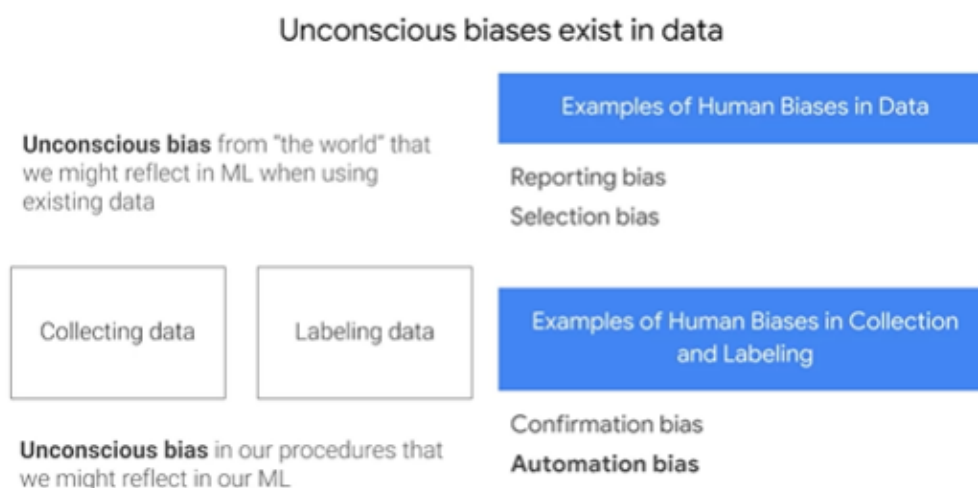 Unconscious biases exist in data
Unconscious bias from "the world" that
we might reflect in ML when using
existing data
Collecting data
Labeling data
Unconscious bias in our procedures that
we might reflect in our ML
Examples of Human Biases in Data
Reporting bias
Selection bias
Examples of Human Biases in Collection
and Labeling
Confirmation bias
Automation bias